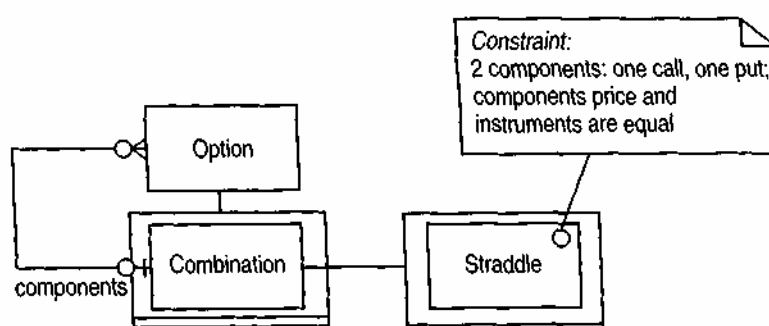 Constraint:
2 components: one call, one put;
components price and
instruments are equal
Option
Combination
Straddle
components